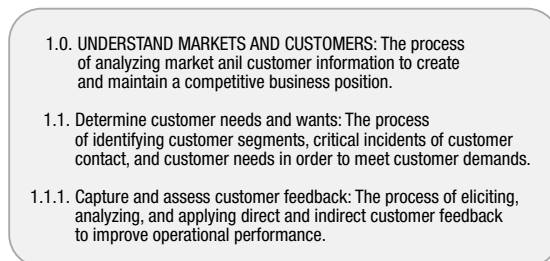 1.0. UNDERSTAND MARKETS AND CUSTOMERS: The process
of analyzing market anil customer information to create
and maintain a competitive business position.
1.1. Determine customer needs and wants: The process
of identifying customer segments, critical incidents of customer
contact, and customer needs in order to meet customer demands.
1.1.1. Capture and assess customer feedback: The process of eliciting,
analyzing, and applying direct and indirect customer feedback
to improve operational performance.